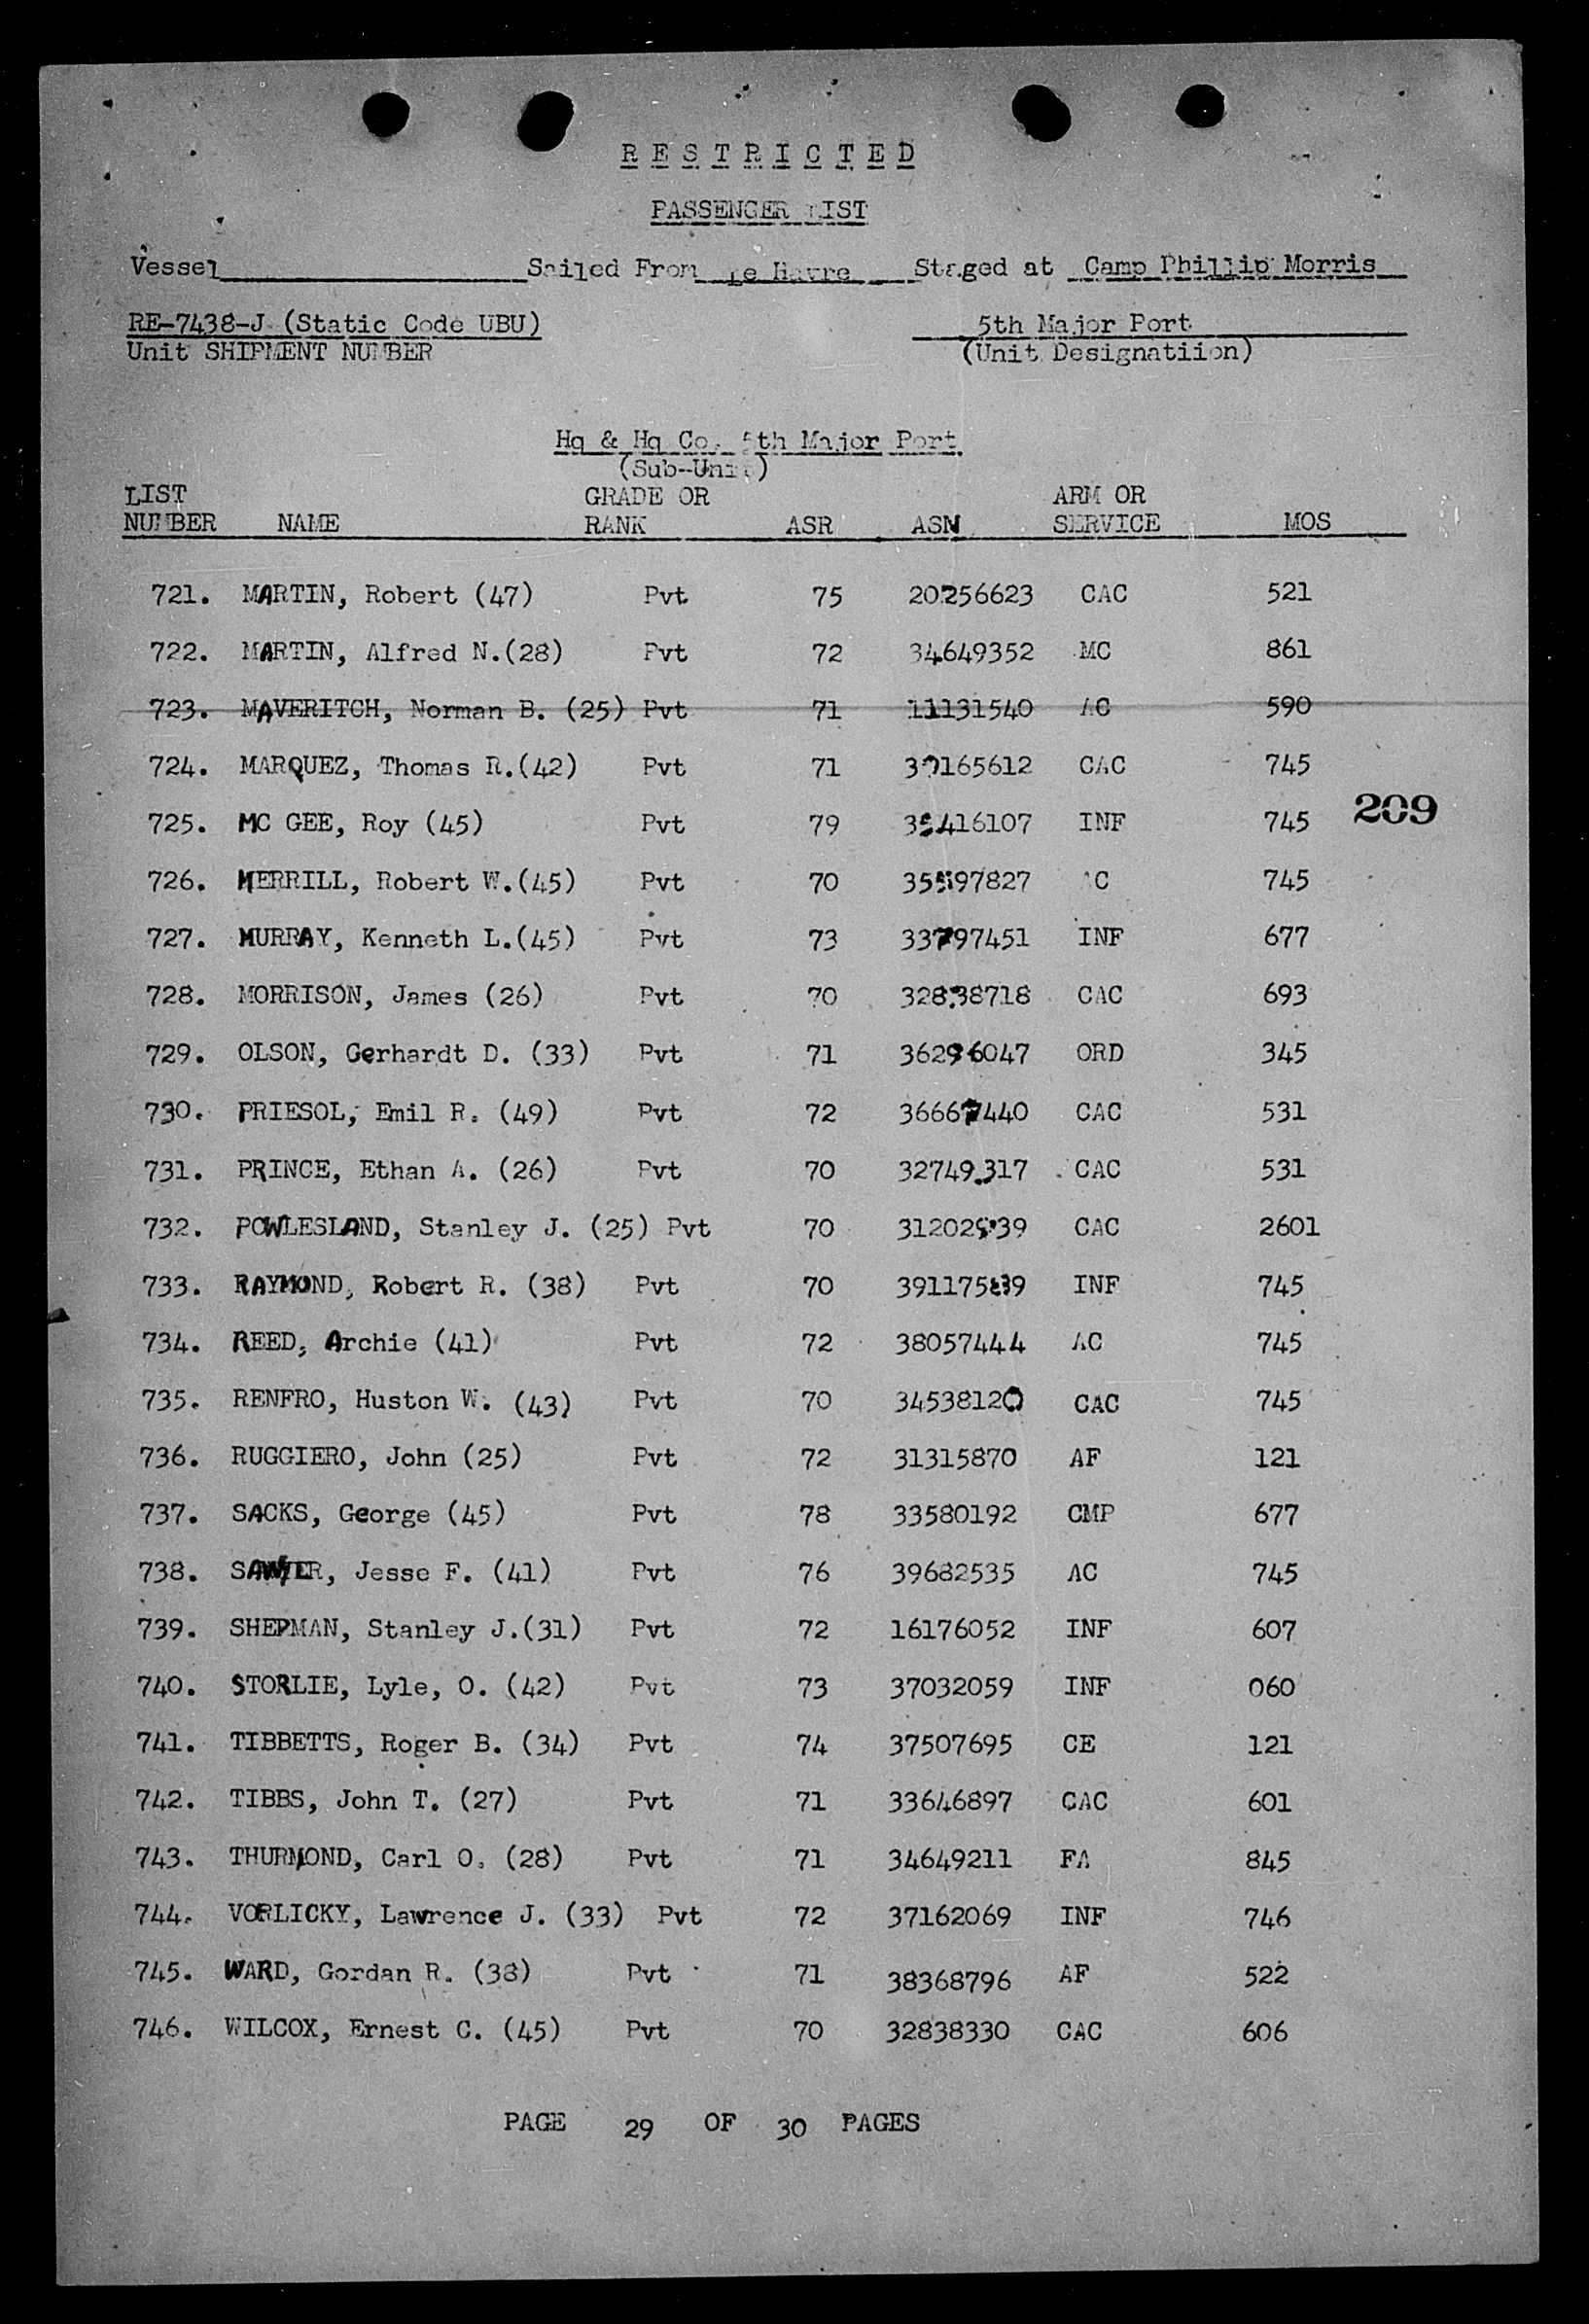 RESTRICTED
PASSENGER LIST
Vessel Sailed From Le Havre Staged at Camp Phillip Morris
RE-7438-J (Static Code UBU) 5th Major Port
Unit SHIPMENT NUMBER (Unit Designatiion)
Hq & Hq Co. 5th Major Port
(Sub-Unit)
LIST GRADE OR ARM OR
NUMBER NAME RANK ASR ASN SERVICE MOS
721. MARTIN, Robert (47) Pvt 75 20256623 CAC 521
722. MARTIN, Alfred N.(28) Pvt 72 34649352 MC 861
723. MAVERITCH, Norman B. (25) Pvt 71 11131540 AC 590
724. MARQUEZ, Thomas R.(42) Pvt 71 39165612 CAC 745
209
725. MC GEE, Roy (45) Pvt 79 35416107 INF 745
726. MERRILL, Robert W.(45) Pvt 70 AC 745
727. MURRAY, Kenneth L.(45) Pvt 73 33797451 INF 677
728. MORRISON, James (26) Pvt 70 32838718 CAC 693
729. OLSON, Gerhardt D. (33) Pvt 71 36296047 ORD 345
730. PRIESOL, Emil R. (49) Pvt 72 36667440 CAC 531
731. PRINCE, Ethan A. (26) Pvt 70 32749317 CAC 531
732. POWLESLAND, Stanley J. (25) Pvt 70 CAC 2601
733. RAYMOND, Robert R. (38) Pvt 70 INF 745
734. REED, Archie (41) Pvt 72 38057444 AC 745
735. RENFRO, Huston W. (43) Pvt 70 34538120 CAC 745
736. RUGGIERO, John (25) Pvt 72 31315870 AF 121
737. SACKS, George (45) Pvt 78 33580192 CMP 677
738. SAWYER, Jesse F. (41) Pvt 76 39682535 AC 745
739. SHEPMAN, Stanley J.(31) Pvt 72 16176052 INF 607
740. STORLIE, Lyle, O. (42) Pvt 73 37032059 INF 060
741. TIBBETTS, Roger B. (34) Pvt 74 37507695 CE 121
742. TIBBS, John T. (27) Pvt 71 33646897 CAC 601
743. THURMOND, Carl O. (28) Pvt 71 34649211 FA 845
744. VORLICKY, Lawrence J. (33) Pvt 72 37162069 INF 746
745. WARD, Gordan R. (38) Pvt 71 38368796 AF 522
746. WILCOX, Ernest C. (45) Pvt 70 32838330 CAC 606
PAGE 29 OF 30 PAGES